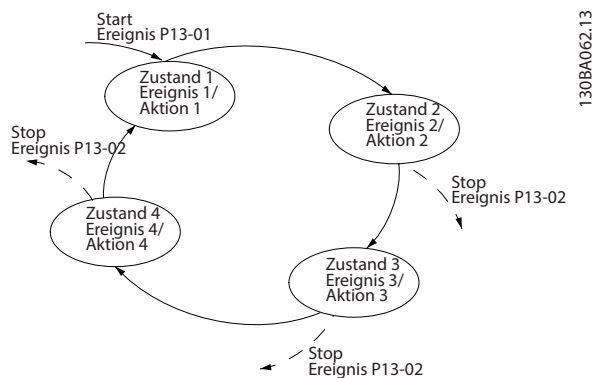 Start
Ereignis P13-01
130BA062.13
Zustand 1
Ereignis 1/
Aktion 1
Zustand 2
Ereignis 2/
Aktion 2
Stop
Ereignis P13-02
Stop
Ereignis P13-02
Zustand 4
Ereignis 4/
Aktion 4
Zustand 3
Ereignis 3/
Aktion 3
Stop
Ereignis P13-02